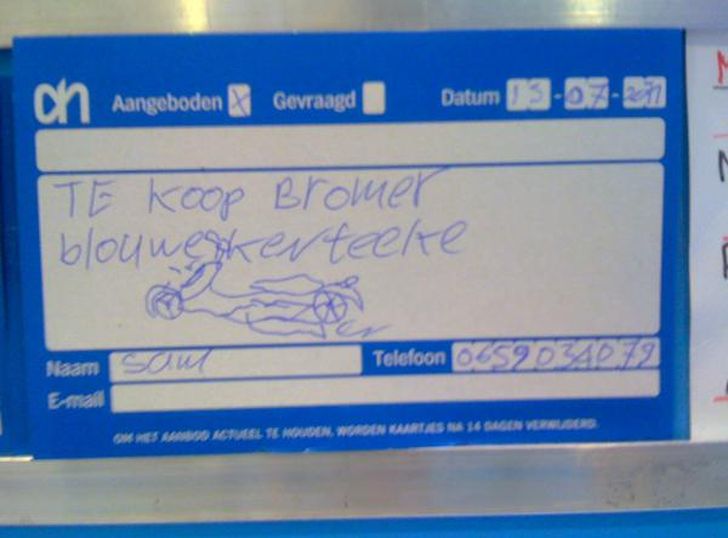 ah Aangeboden x Gevraagd Datum 13-07-2011
TE KOOP Bromer
blouwe kenteeke
Naam sam Telefoon 0659034079
E-mail
OM HET AANBOD ACTUEEL TE HOUDEN, WORDEN KAARTJES NA 14 DAGEN VERWIJDERD.